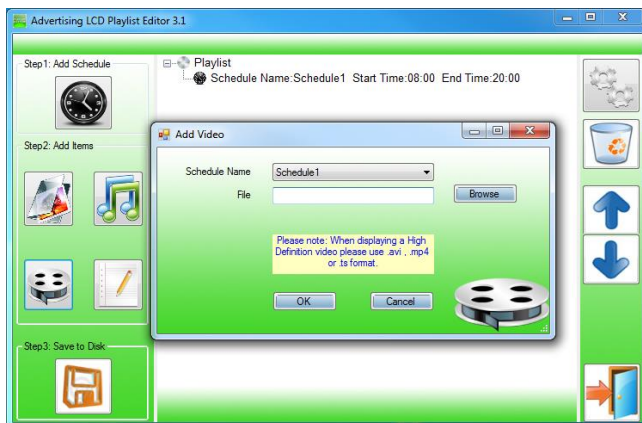 Advertising LCD Playlist Editor 3.1
Step1: Add Schedule
Playlist
Schedule Name:Schedule1 Start Time:08:00 End Time:20:00
Step2: Add Items
Add Video
Schedule Name
Schedule1
File
Browse
Please note: When displaying a High
Definition video please use .avi , .mp4
or .ts format.
OK
Cancel
Step3: Save to Disk